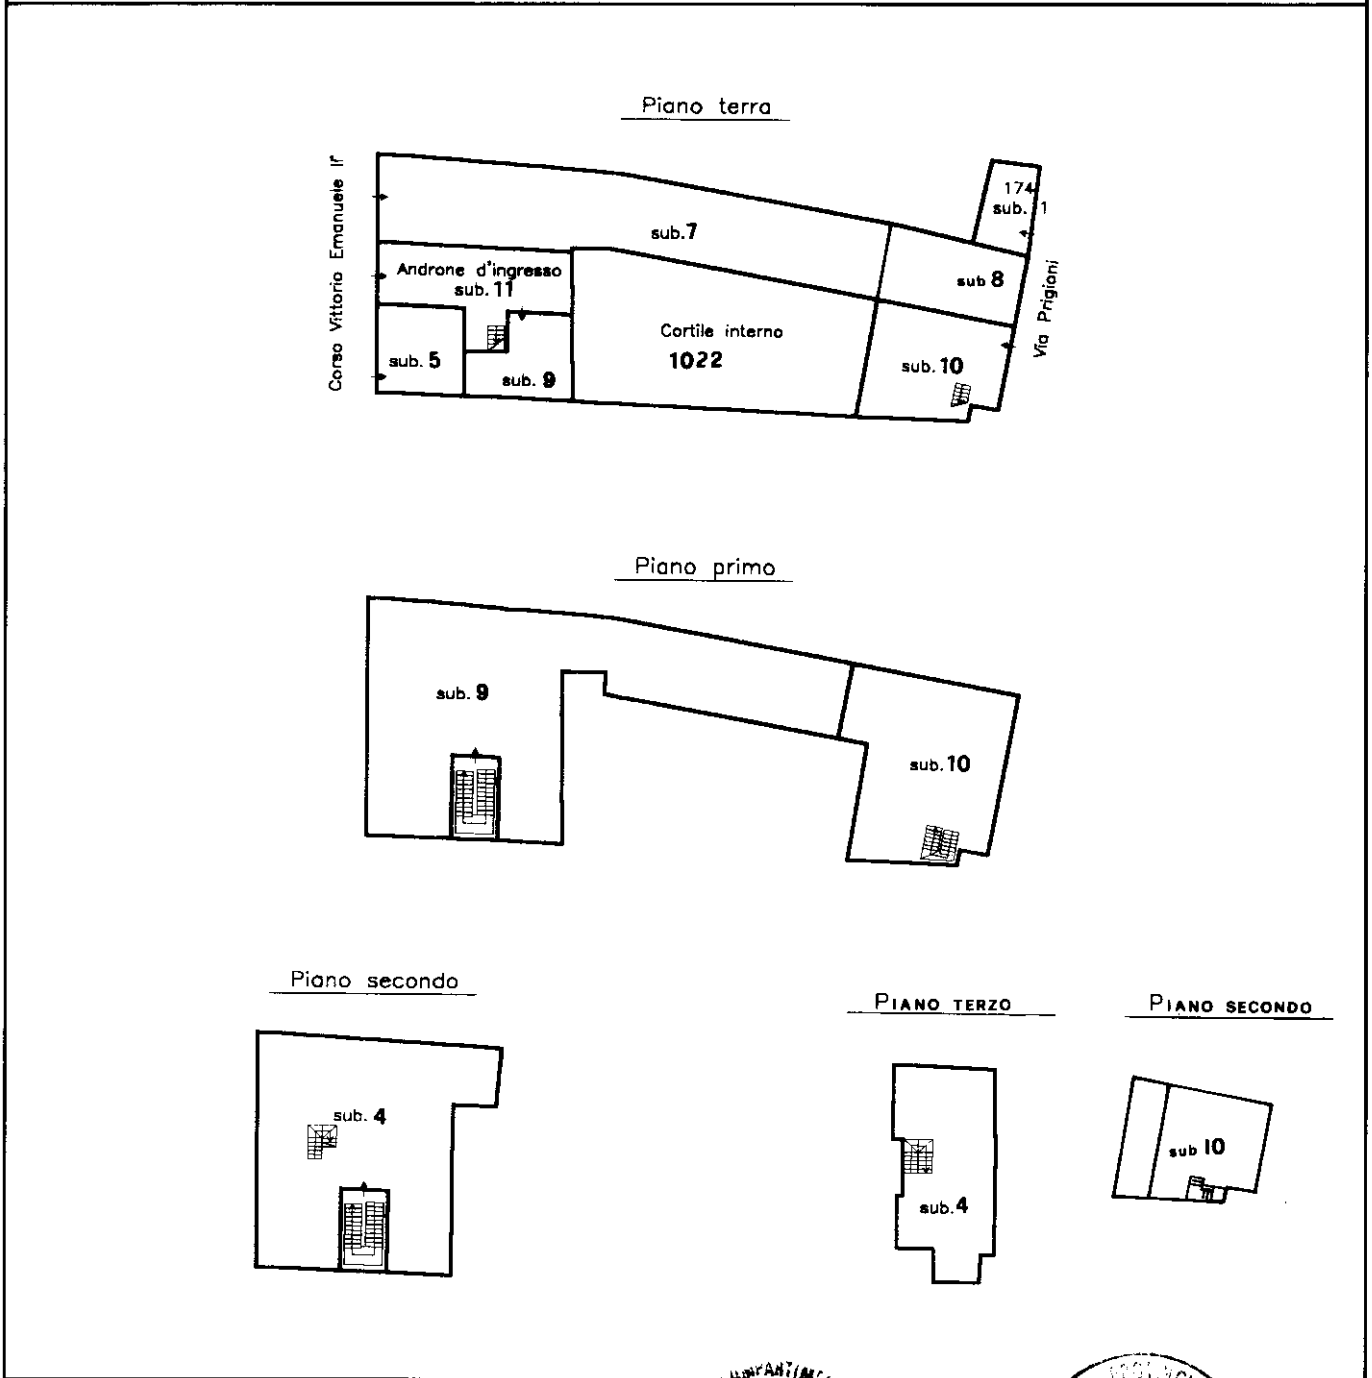 Piano terra
Corso Vittorio Emanuele II°
174
sub. 1
sub. 7
Androne d'ingresso
sub. 11
sub 8
Via Prigioni
Cortile interno
1022
sub. 5
sub. 9
sub. 10
Piano primo
sub. 9
sub. 10
Piano secondo
PIANO TERZO
PIANO SECONDO
sub. 4
sub 10
sub. 4